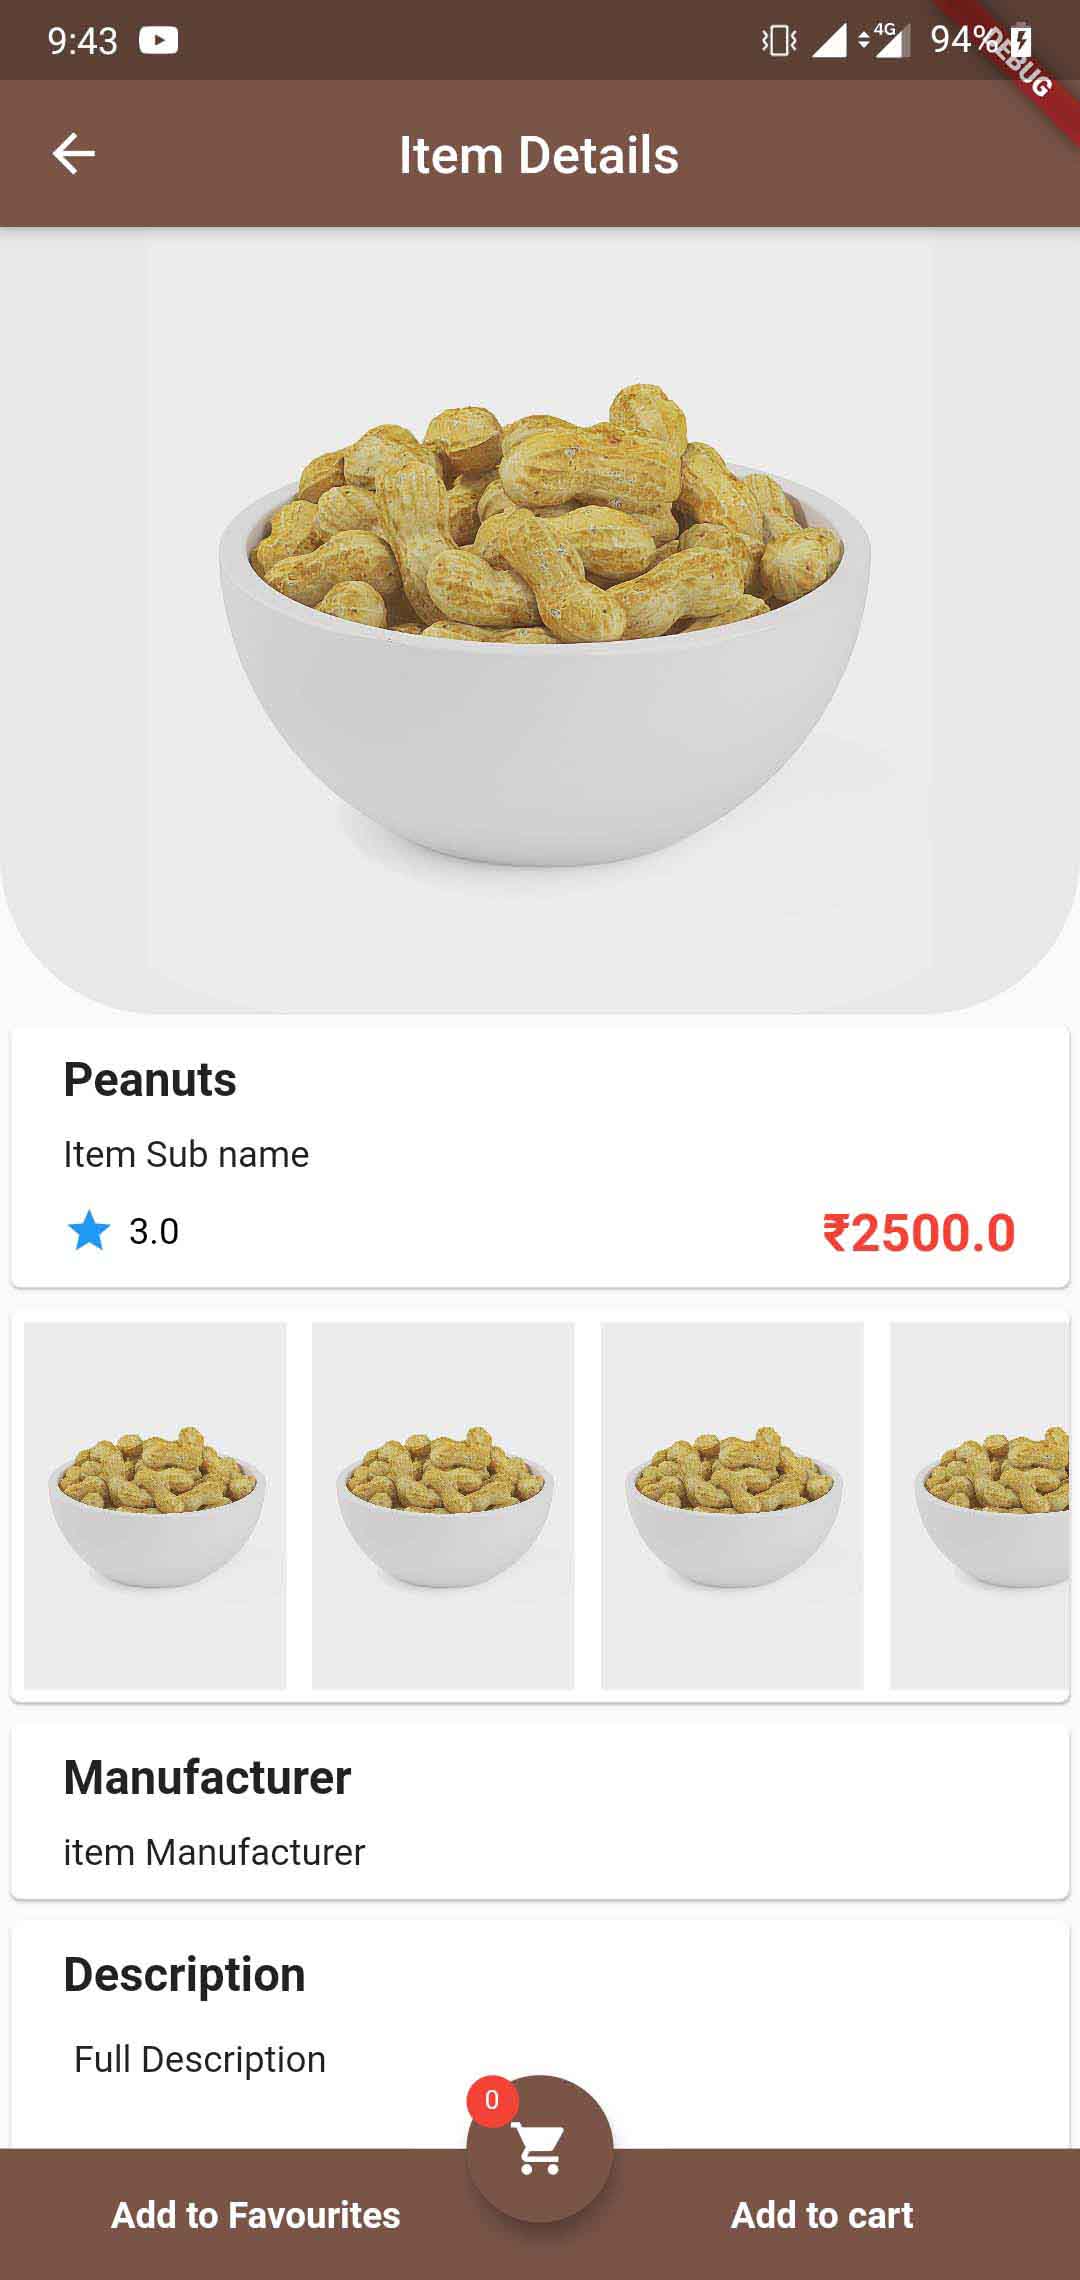 9:43
4G
94%
DEBUG
Item Details
Peanuts
Item Sub name
3.0
₹2500.0
Manufacturer
item Manufacturer
Description
Full Description
0
Add to Favourites
Add to cart